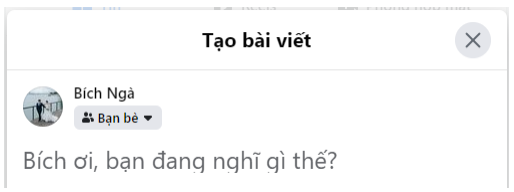 Tạo bài viết
Bích Ngà
Bạn bè
Bích ơi, bạn đang nghĩ gì thế?